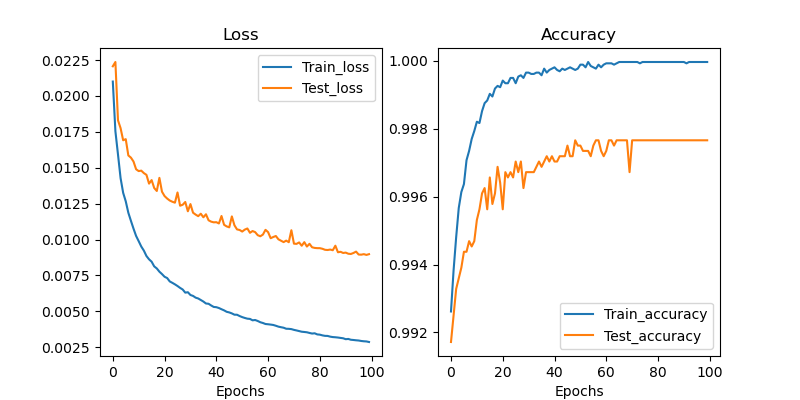 Loss
0.0225
0.0200
0.0175
0.0150
0.0125
0.0100
0.0075
0.0050
0.0025
Train_loss
Test_loss
0 20 40 60 80 100
Epochs
Accuracy
1.000
0.998
0.996
0.994
0.992
Train_accuracy
Test_accuracy
0 20 40 60 80 100
Epochs